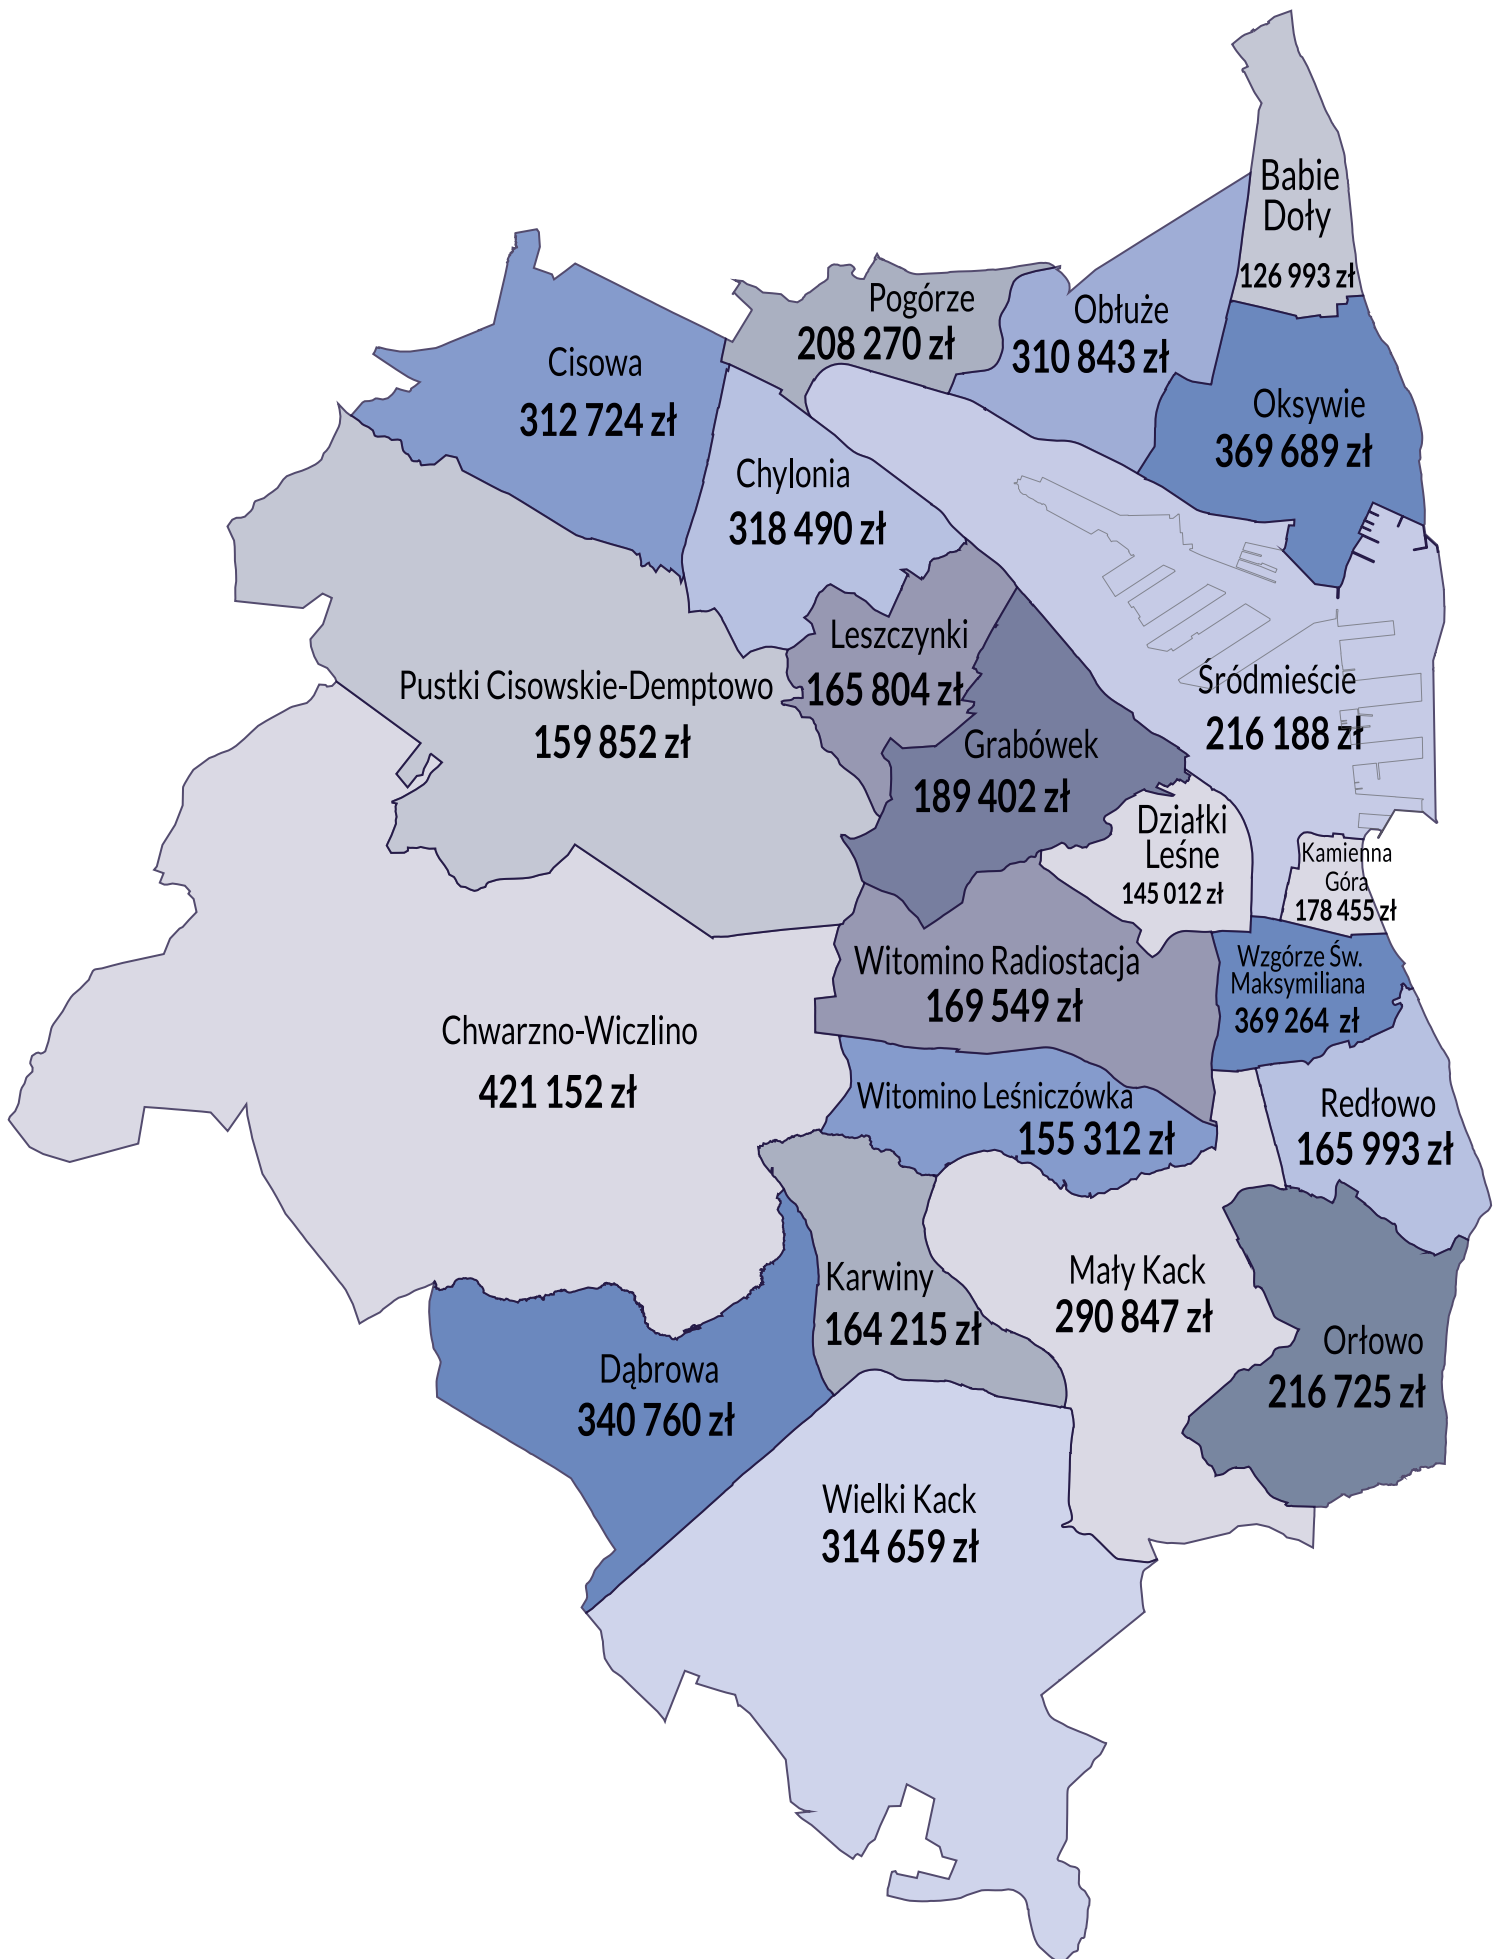 Babie
Doły
126 993 zł
Pogórze
208 270 zł
Obłuże
310 843 zł
Cisowa
312 724 zł
Oksywie
369 689 zł
Chylonia
318 490 zł
Leszczynki
165 804 zł
Pustki Cisowskie-Demptowo
159 852 zł
Śródmieście
216 188 zł
Grabówek
189 402 zł
Działki
Leśne
145 012 zł
Kamienna
Góra
178 455 zł
Witomino Radiostacja
169 549 zł
Wzgórze Św.
Maksymiliana
369 264 zł
Chwarzno-Wiczlino
421 152 zł
Witomino Leśniczówka
155 312 zł
Redłowo
165 993 zł
Karwiny
164 215 zł
Mały Kack
290 847 zł
Orłowo
216 725 zł
Dąbrowa
340 760 zł
Wielki Kack
314 659 zł